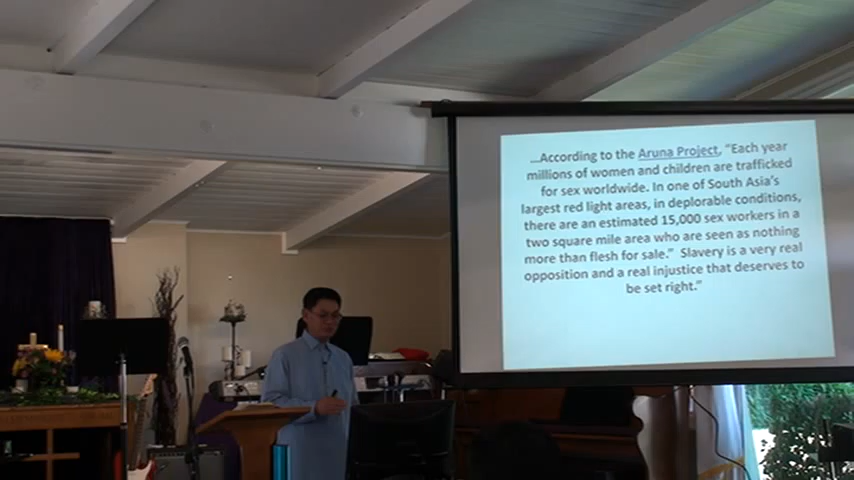 ...According to the Aruna Project, "Each year
millions of women and children are trafficked
for sex worldwide. In one of South Asia's
largest red light areas, in deplorable conditions,
there are an estimated 15,000 sex workers in a
two square mile area who are seen as nothing
more than flesh for sale."  Slavery is a very real
opposition and a real injustice that deserves to
be set right."